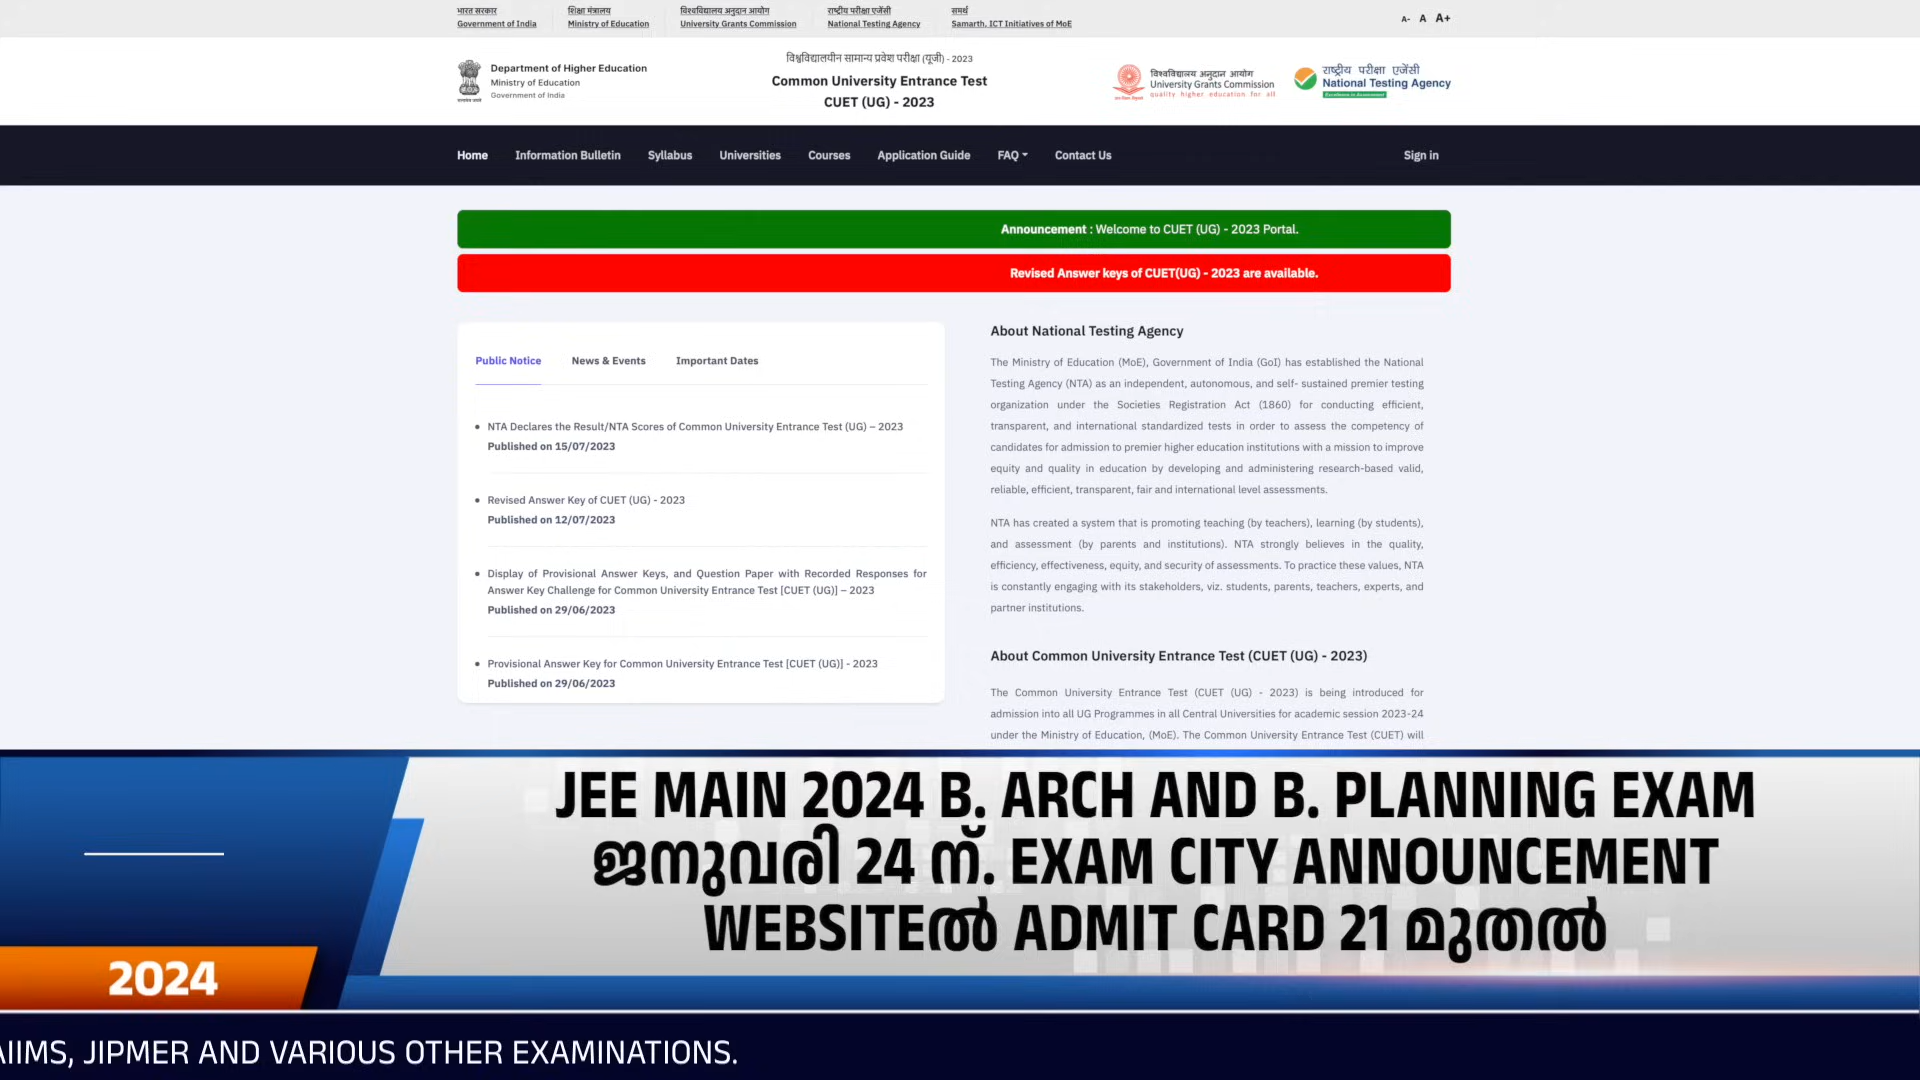 भारत सरकार
Government of India
शिक्षा मंत्रालय
Ministry of Education
विश्वविद्यालय अनुदान आयोग
University Grants Commission
राष्ट्रीय परीक्षा एजेंसी
National Testing Agency
समर्थ
Samarth, ICT Initiatives of MoE
A- A A+
Department of Higher Education
Ministry of Education
Government of India
विश्वविद्यालयीन सामान्य प्रवेश परीक्षा (यूजी) - 2023
Common University Entrance Test
CUET (UG) - 2023
विश्वविद्यालय अनुदान आयोग
University Grants Commission
quality higher education for all
राष्ट्रीय परीक्षा एजेंसी
National Testing Agency
Excellence in Assessment
Home Information Bulletin Syllabus Universities Courses Application Guide FAQ Contact Us Sign in
Announcement : Welcome to CUET (UG) - 2023 Portal.
Revised Answer keys of CUET(UG) - 2023 are available.
Public Notice News & Events Important Dates
NTA Declares the Result/NTA Scores of Common University Entrance Test (UG) – 2023
Published on 15/07/2023
Revised Answer Key of CUET (UG) - 2023
Published on 12/07/2023
Display of Provisional Answer Keys, and Question Paper with Recorded Responses for
Answer Key Challenge for Common University Entrance Test [CUET (UG)] – 2023
Published on 29/06/2023
Provisional Answer Key for Common University Entrance Test [CUET (UG)] - 2023
Published on 29/06/2023
About National Testing Agency
The Ministry of Education (MoE), Government of India (GoI) has established the National
Testing Agency (NTA) as an independent, autonomous, and self- sustained premier testing
organization under the Societies Registration Act (1860) for conducting efficient,
transparent, and international standardized tests in order to assess the competency of
candidates for admission to premier higher education institutions with a mission to improve
equity and quality in education by developing and administering research-based valid,
reliable, efficient, transparent, fair and international level assessments.
NTA has created a system that is promoting teaching (by teachers), learning (by students),
and assessment (by parents and institutions). NTA strongly believes in the quality,
efficiency, effectiveness, equity, and security of assessments. To practice these values, NTA
is constantly engaging with its stakeholders, viz. students, parents, teachers, experts, and
partner institutions.
About Common University Entrance Test (CUET (UG) - 2023)
The Common University Entrance Test (CUET (UG) - 2023) is being introduced for
admission into all UG Programmes in all Central Universities for academic session 2023-24
under the Ministry of Education, (MoE). The Common University Entrance Test (CUET) will
JEE MAIN 2024 B. ARCH AND B. PLANNING EXAM
ജനുവരി 24 ന്. EXAM CITY ANNOUNCEMENT
WEBSITEൽ ADMIT CARD 21 മുതൽ
2024
AIIMS, JIPMER AND VARIOUS OTHER EXAMINATIONS.